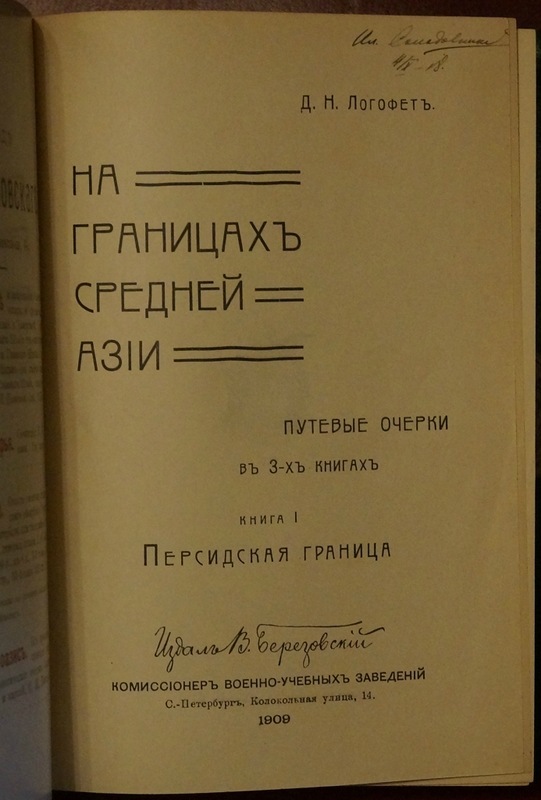 Д. Н. Логофетъ.
НА
ГРАНИЦАХЪ
СРЕДНЕЙ
АЗІИ
ПУТЕВЫЕ ОЧЕРКИ
въ 3-хъ книгахъ
книга I
Персидская граница
Издалъ В. Березовскій
КОМИССІОНЕРЪ ВОЕННО-УЧЕБНЫХЪ ЗАВЕДЕНІЙ
С.-Петербургъ, Колокольная улица, 14.
1909